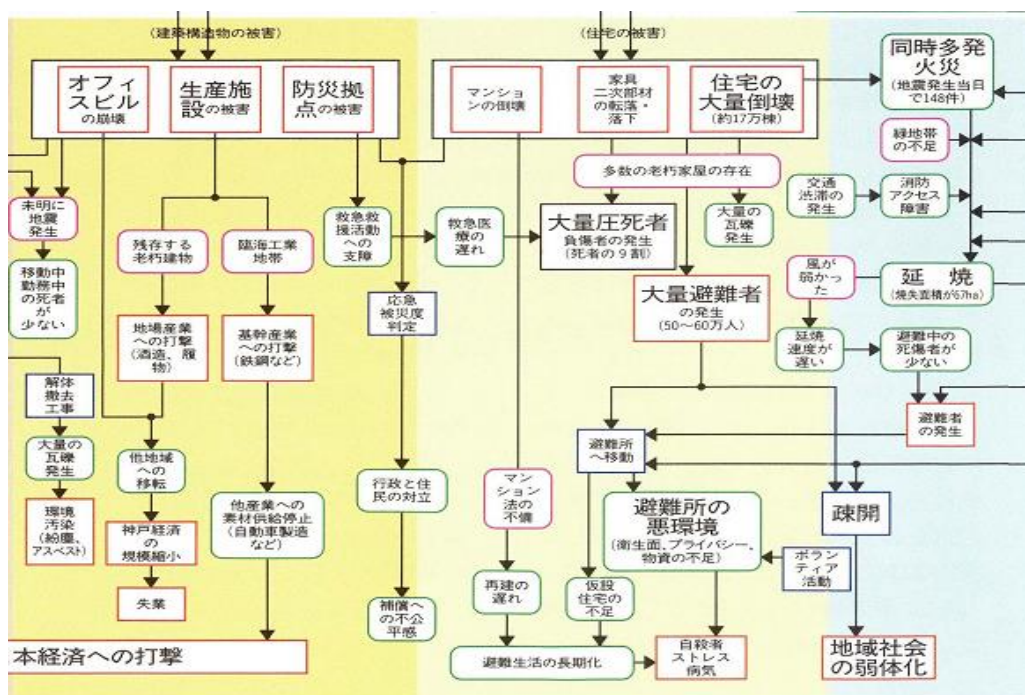 (建築構造物の被害)
(住宅の被害)
オフィ
スビル
の崩壊
生産施
設の被害
防災拠
点の被害
マンショ
ンの倒壊
家具
二次部材
の転落・
落下
住宅の
大量倒壊
(約17万棟)
同時多発
火災
(地震発生当日
で148件)
緑地帯
の不足
多数の老朽家屋の存在
交通
渋滞の
発生
消防
アクセス
障害
未明に
地震
発生
救急救
援活動
への
支障
救急医
療の
遅れ
大量圧死者
負傷者の発生
(死者の9割)
大量の
瓦礫
発生
残存する
老朽建物
臨海工業
地帯
移動中
勤務中
の死者
が
少ない
風が
弱かっ
た
延 焼
(焼失面積が67ha)
応急
被災度
判定
大量避難者
の発生
(50〜60万人)
地場産業
への打撃
(酒造、履
物)
基幹産業
への打撃
(鉄鋼など)
延焼
速度が
遅い
避難中の
死傷者
が
少ない
解体
撤去
工事
避難者
の発生
大量の
瓦礫
発生
他地域
への
移転
避難所
へ移動
行政と住
民の対立
マンショ
ン
法の不備
環境
汚染
(紛塵、
アスベスト)
神戸経済
の
規模縮小
他産業への
素材供給停止
(自動車製造
など)
避難所の
悪環境
(衛生面、プライバシー、
物資の不足)
疎開
ボラン
ティア
活動
失業
補償へ
の不公
平感
再建の
遅れ
仮設
住宅の
不足
本経済への打撃
避難生活の長期化
自殺者
ストレス
病気
地域社会
の弱体化